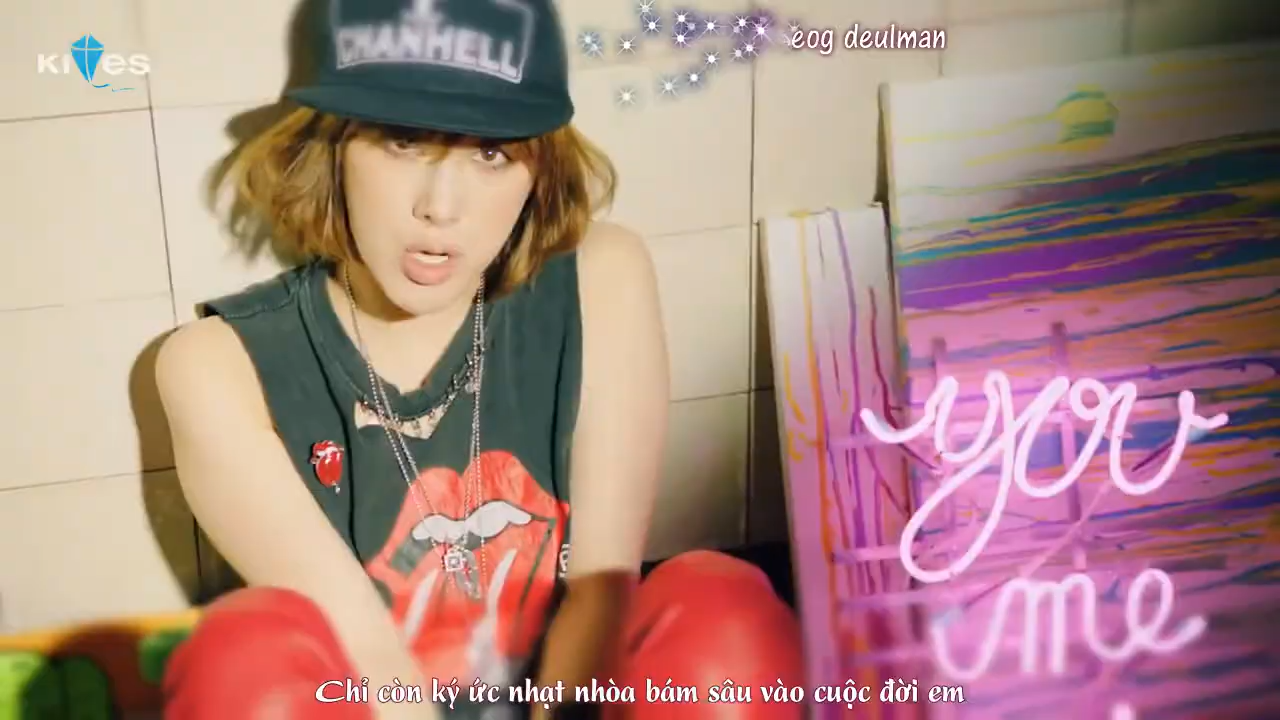 CHANHELL
KITES
eog deulman
you
me
Chỉ còn ký ức nhạt nhòa bám sâu vào cuộc đời em